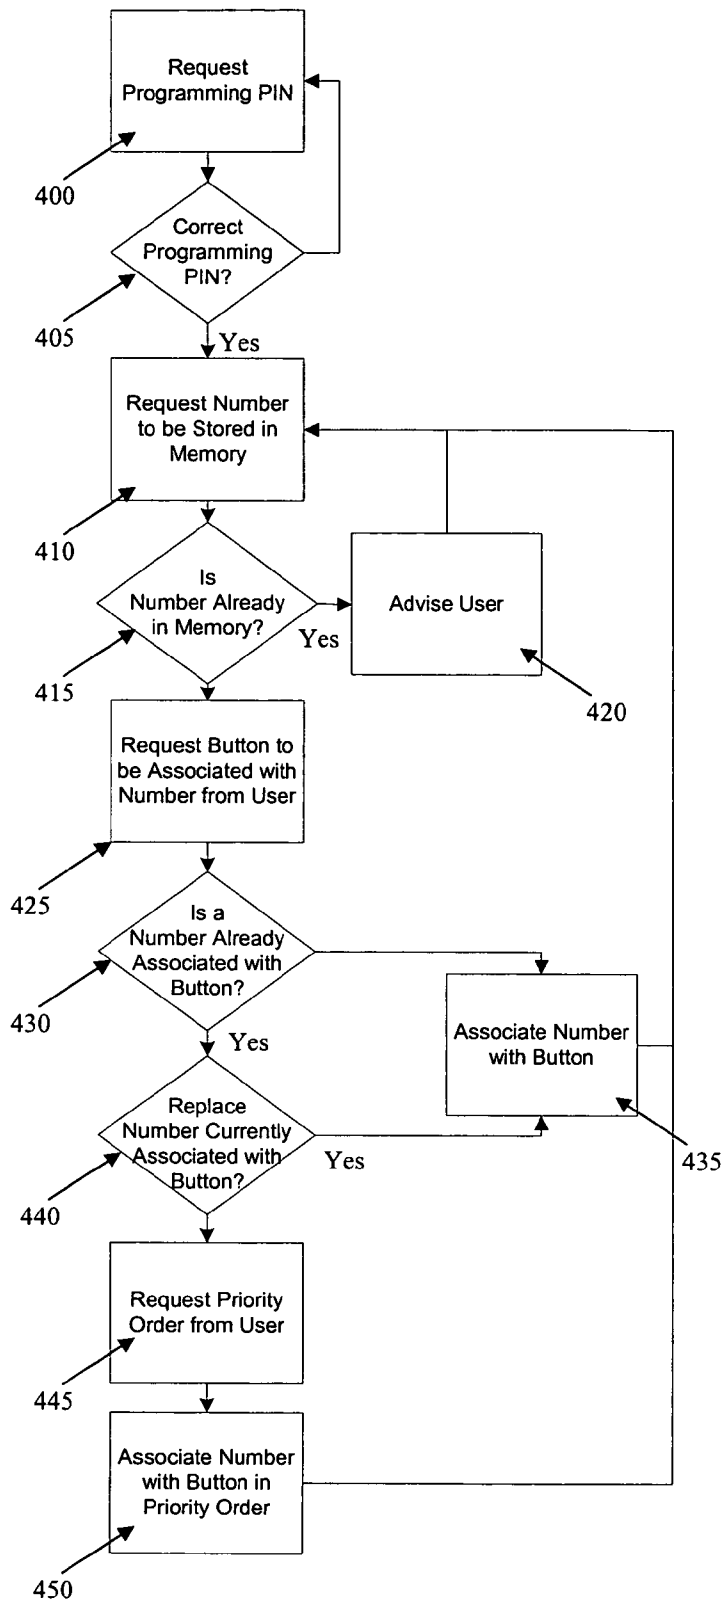 Request
Programming PIN
400
Correct
Programming
PIN?
405
Yes
Request Number
to be Stored in
Memory
410
Is
Number Already
in Memory?
Yes
415
Advise User
420
Request Button to
be Associated with
Number from User
425
Is a
Number Already
Associated with
Button?
430
Yes
Associate Number
with Button
435
Replace
Number Currently
Associated with
Button?
Yes
440
Request Priority
Order from User
445
Associate Number
with Button in
Priority Order
450